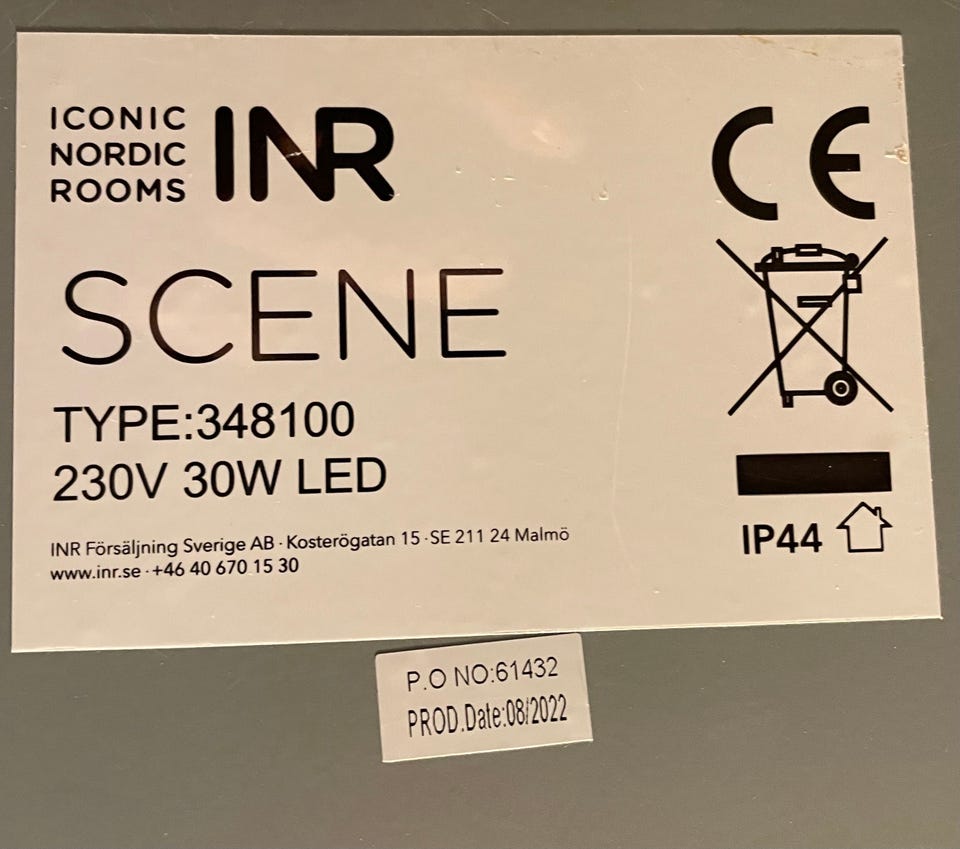 ICONIC
NORDIC
ROOMS
INR
CE
SCENE
TYPE:348100
230V 30W LED
INR Försäljning Sverige AB · Kosterögatan 15 · SE 211 24 Malmö
www.inr.se · +46 40 670 15 30
IP44
P.O NO:61432
PROD.Date:08/2022